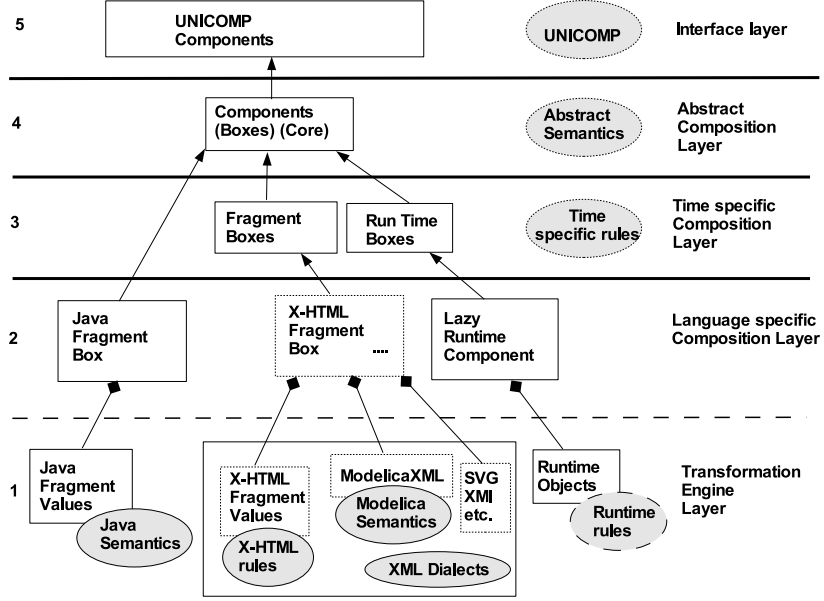 5
UNICOMP
Components
UNICOMP
Interface layer
4
Components
(Boxes) (Core)
Abstract
Semantics
Abstract
Composition
Layer
3
Fragment
Boxes
Run Time
Boxes
Time
specific rules
Time specific
Composition
Layer
2
Java
Fragment
Box
X-HTML
Fragment
Box ....
Lazy
Runtime
Component
Language specific
Composition Layer
1
Java
Fragment
Values
Java
Semantics
X-HTML
Fragment
Values
X-HTML
rules
ModelicaXML
Modelica
Semantics
SVG
XMI
etc.
XML Dialects
Runtime
Objects
Runtime
rules
Transformation
Engine
Layer